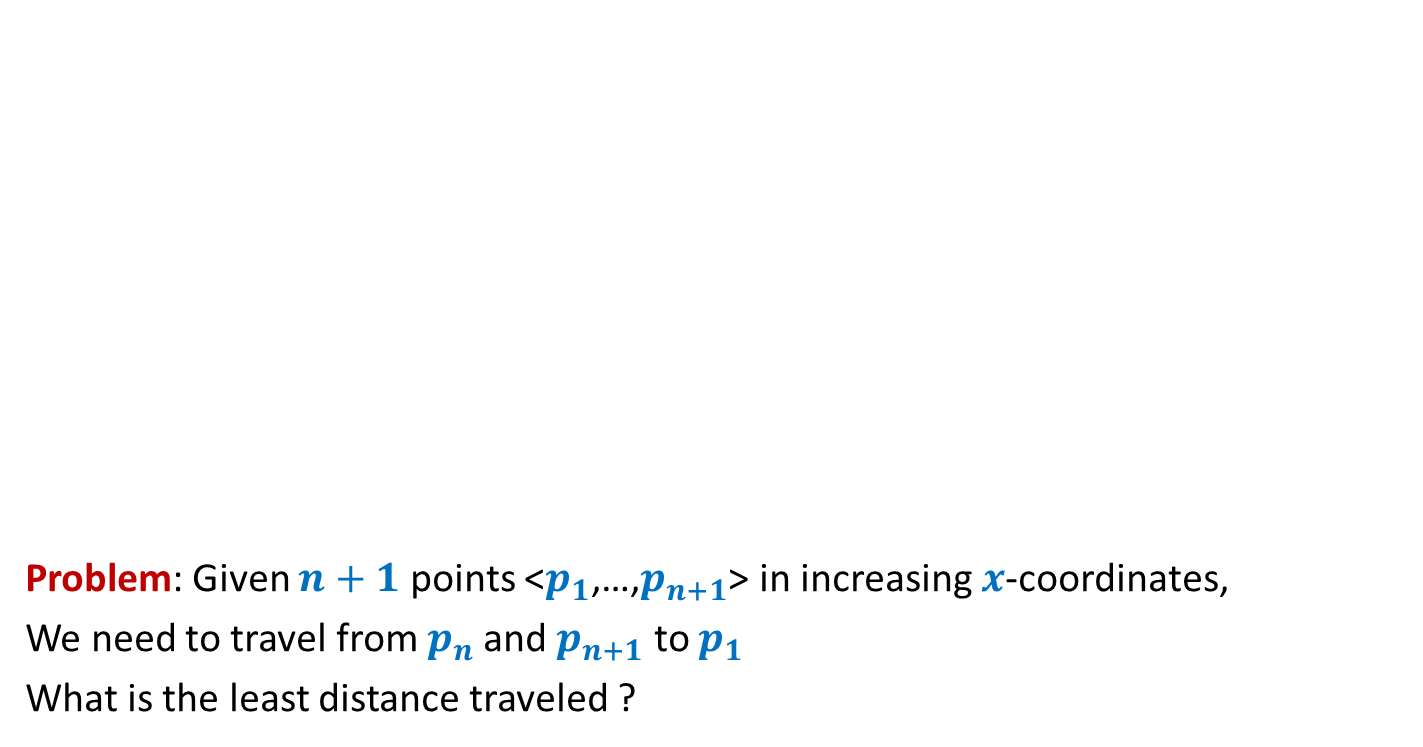 Problem: Given n + 1 points <p₁,…,pₙ₊₁> in increasing x-coordinates,
We need to travel from pₙ and pₙ₊₁ to p₁
What is the least distance traveled ?